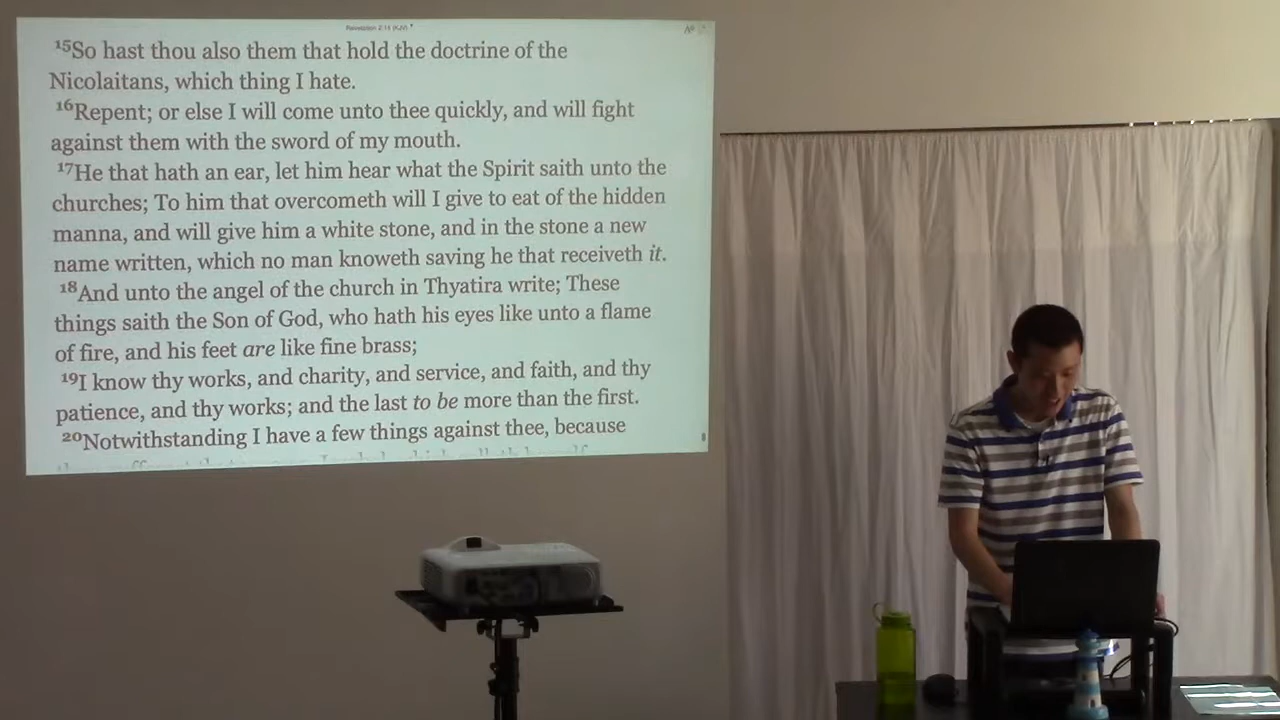 Revelation 2:15 (KJV)
¹⁵So hast thou also them that hold the doctrine of the
Nicolaitans, which thing I hate.
¹⁶Repent; or else I will come unto thee quickly, and will fight
against them with the sword of my mouth.
¹⁷He that hath an ear, let him hear what the Spirit saith unto the
churches; To him that overcometh will I give to eat of the hidden
manna, and will give him a white stone, and in the stone a new
name written, which no man knoweth saving he that receiveth it.
¹⁸And unto the angel of the church in Thyatira write; These
things saith the Son of God, who hath his eyes like unto a flame
of fire, and his feet are like fine brass;
¹⁹I know thy works, and charity, and service, and faith, and thy
patience, and thy works; and the last to be more than the first.
²⁰Notwithstanding I have a few things against thee, because